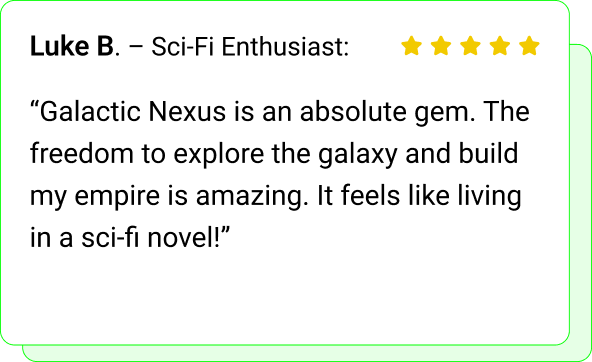 Luke B. – Sci-Fi Enthusiast:
“Galactic Nexus is an absolute gem. The
freedom to explore the galaxy and build
my empire is amazing. It feels like living
in a sci-fi novel!”